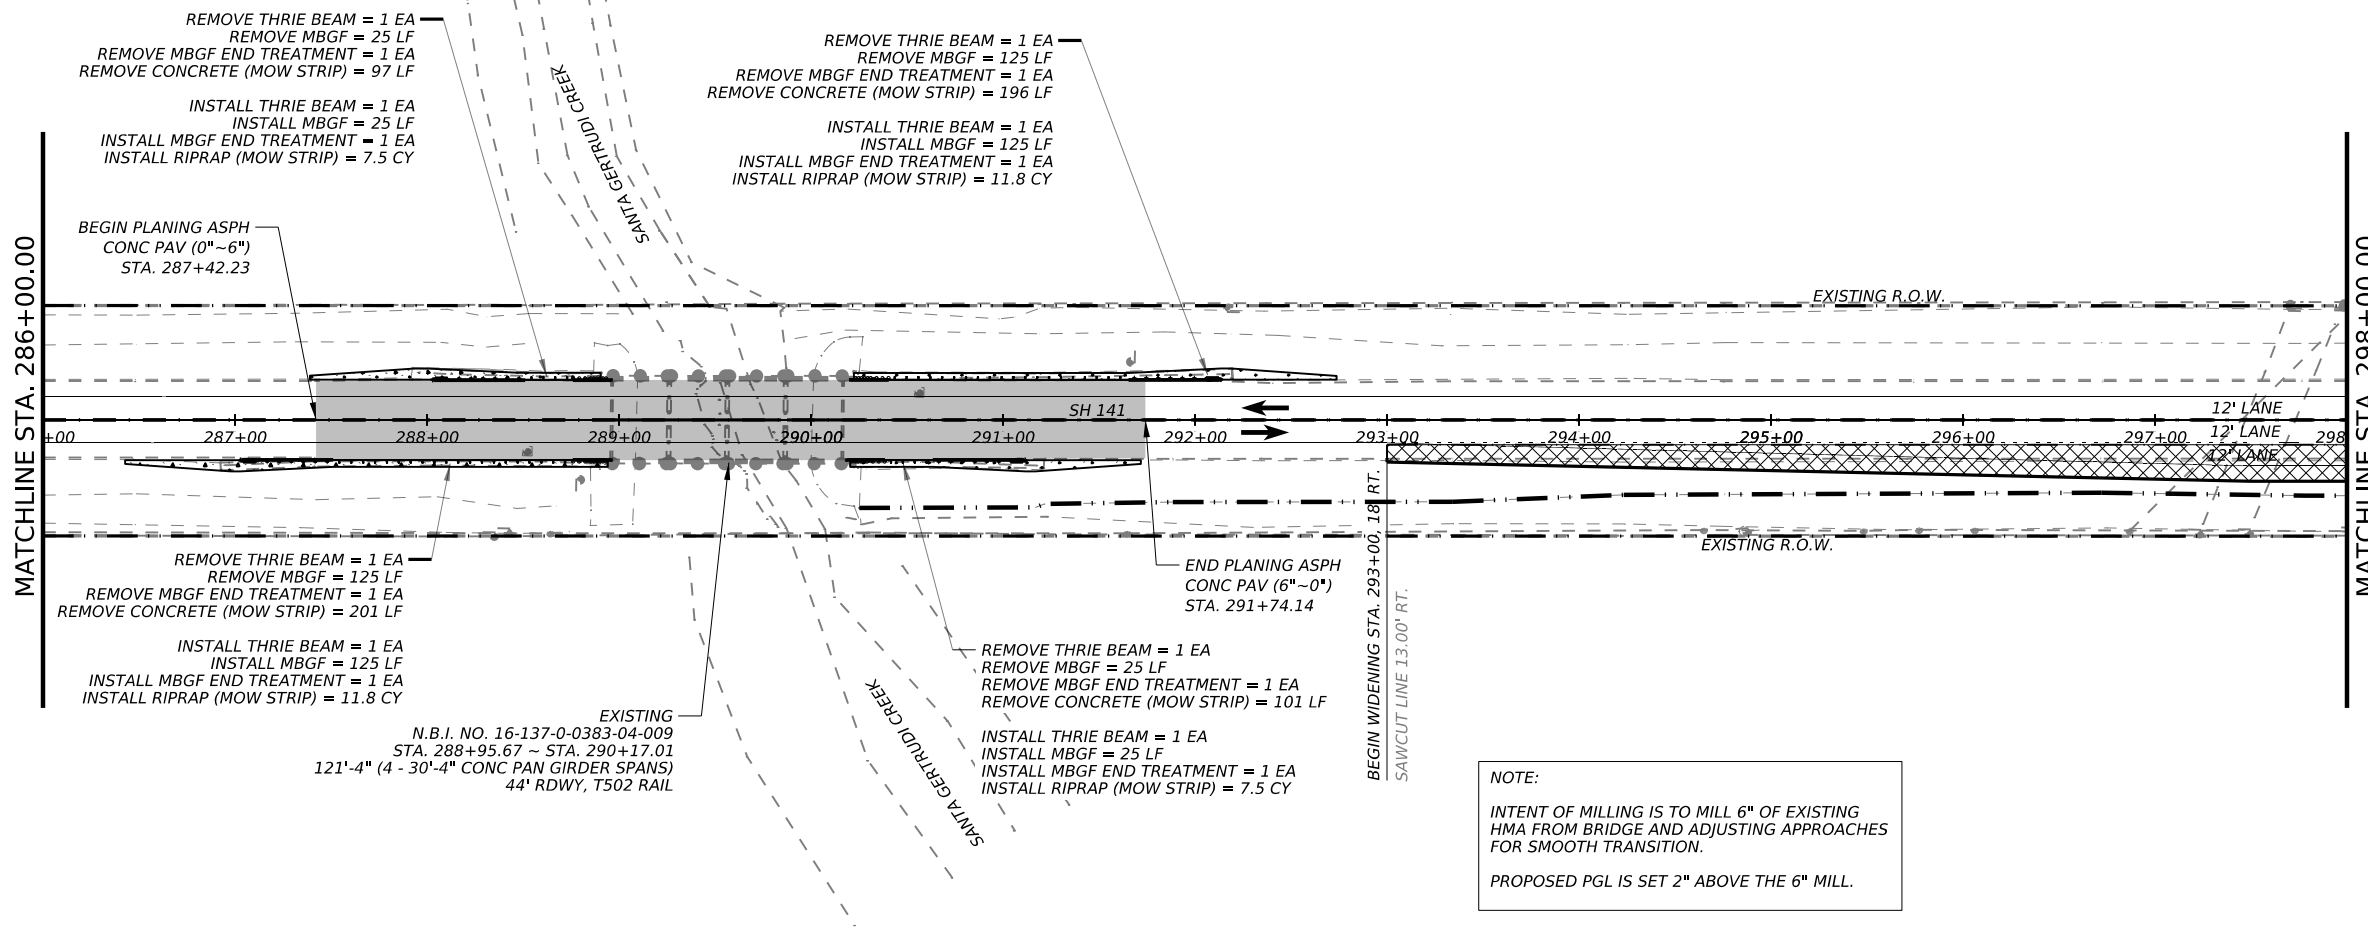 REMOVE THRIE BEAM = 1 EA
REMOVE MBGF = 25 LF
REMOVE MBGF END TREATMENT = 1 EA
REMOVE CONCRETE (MOW STRIP) = 97 LF
INSTALL THRIE BEAM = 1 EA
INSTALL MBGF = 25 LF
INSTALL MBGF END TREATMENT = 1 EA
INSTALL RIPRAP (MOW STRIP) = 7.5 CY
SANTA GERTRUDI CREEK
REMOVE THRIE BEAM = 1 EA
REMOVE MBGF = 125 LF
REMOVE MBGF END TREATMENT = 1 EA
REMOVE CONCRETE (MOW STRIP) = 196 LF
INSTALL THRIE BEAM = 1 EA
INSTALL MBGF = 125 LF
INSTALL MBGF END TREATMENT = 1 EA
INSTALL RIPRAP (MOW STRIP) = 11.8 CY
BEGIN PLANING ASPH
CONC PAV (0"~6")
STA. 287+42.23
MATCHLINE STA. 286+00.00
EXISTING R.O.W.
SH 141
12' LANE
12' LANE
12' LANE
+00
287+00
288+00
289+00
290+00
291+00
292+00
293+00
294+00
295+00
296+00
297+00
298
MATCHLINE STA. 298+00.00
EXISTING R.O.W.
REMOVE THRIE BEAM = 1 EA
REMOVE MBGF = 125 LF
REMOVE MBGF END TREATMENT = 1 EA
REMOVE CONCRETE (MOW STRIP) = 201 LF
INSTALL THRIE BEAM = 1 EA
INSTALL MBGF = 125 LF
INSTALL MBGF END TREATMENT = 1 EA
INSTALL RIPRAP (MOW STRIP) = 11.8 CY
EXISTING
N.B.I. NO. 16-137-0-0383-04-009
STA. 288+95.67 ~ STA. 290+17.01
121'-4" (4 - 30'-4" CONC PAN GIRDER SPANS)
44' RDWY, T502 RAIL
SANTA GERTRUDI CREEK
REMOVE THRIE BEAM = 1 EA
REMOVE MBGF = 25 LF
REMOVE MBGF END TREATMENT = 1 EA
REMOVE CONCRETE (MOW STRIP) = 101 LF
INSTALL THRIE BEAM = 1 EA
INSTALL MBGF = 25 LF
INSTALL MBGF END TREATMENT = 1 EA
INSTALL RIPRAP (MOW STRIP) = 7.5 CY
END PLANING ASPH
CONC PAV (6"~0")
STA. 291+74.14
BEGIN WIDENING STA. 293+00, 18' RT.
SAWCUT LINE 13.00' RT.
NOTE:
INTENT OF MILLING IS TO MILL 6" OF EXISTING
HMA FROM BRIDGE AND ADJUSTING APPROACHES
FOR SMOOTH TRANSITION.
PROPOSED PGL IS SET 2" ABOVE THE 6" MILL.